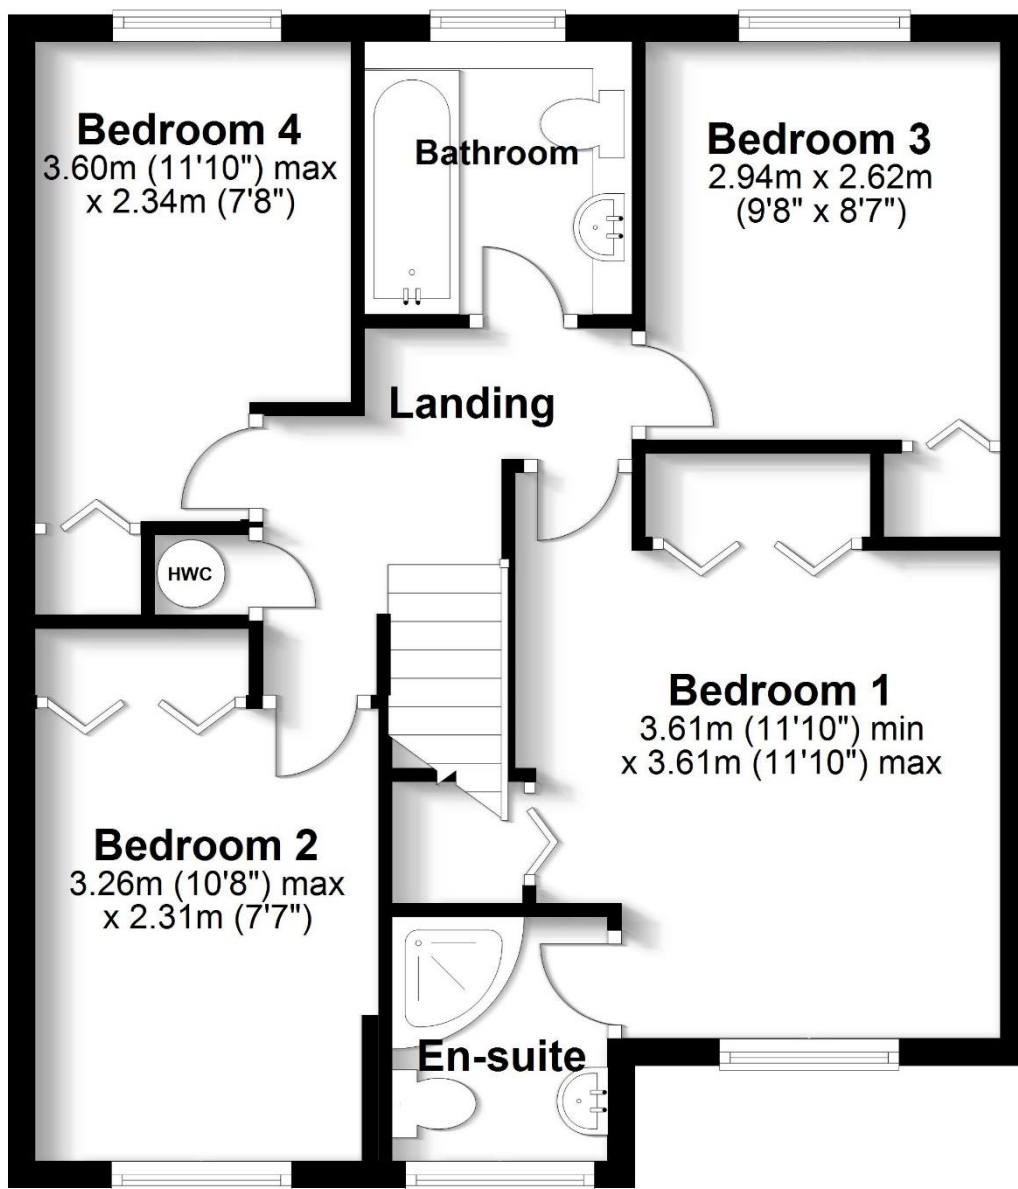 Bedroom 4
3.60m (11'10") max
x 2.34m (7'8")
Bathroom
Bedroom 3
2.94m x 2.62m
(9'8" x 8'7")
Landing
HWC
Bedroom 1
3.61m (11'10") min
x 3.61m (11'10") max
Bedroom 2
3.26m (10'8") max
x 2.31m (7'7")
En-suite